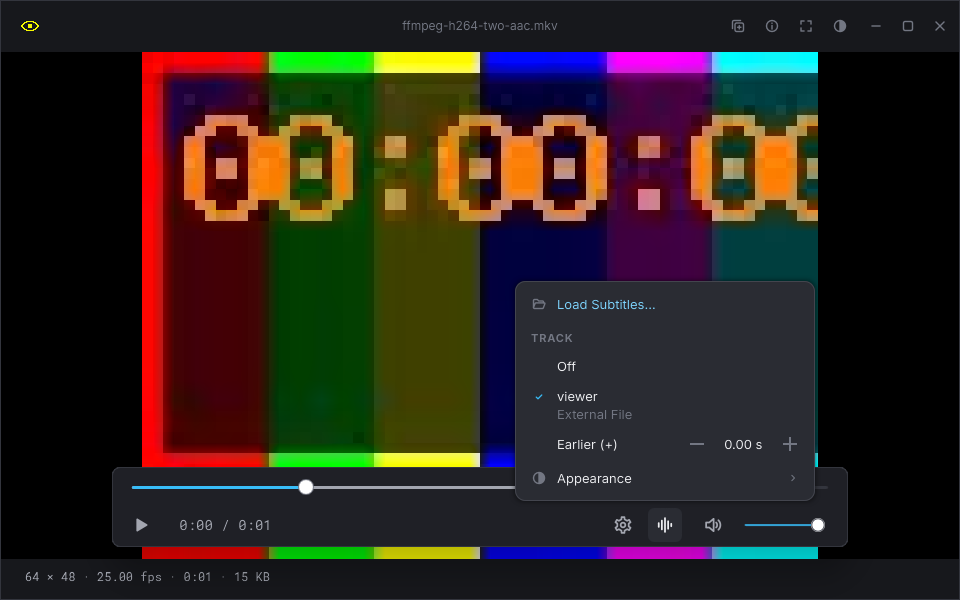 ffmpeg-h264-two-aac.mkv
00:00:0
Load Subtitles...
TRACK
Off
viewer
External File
Earlier (+)
0.00 s
Appearance
0:00 / 0:01
64 × 48 · 25.00 fps · 0:01 · 15 KB